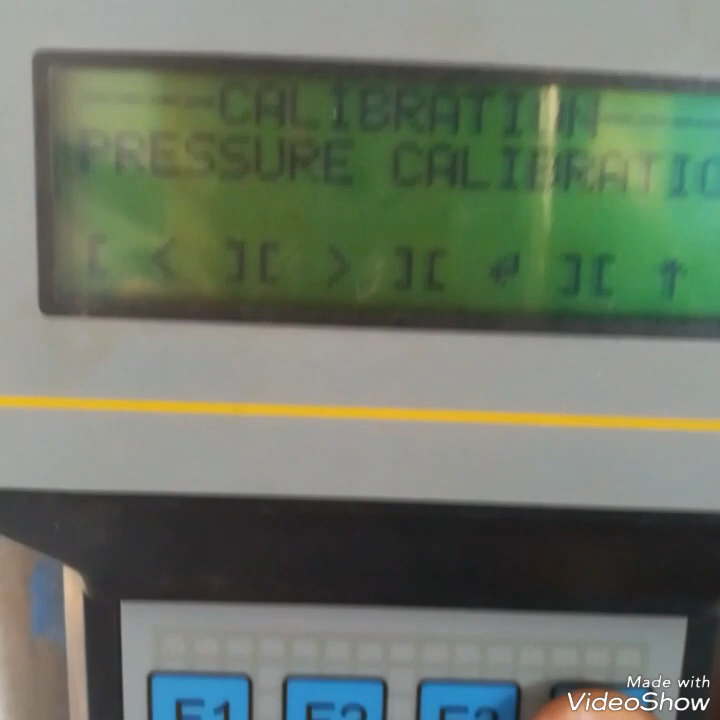 -----CALIBRATION-----
PRESSURE CALIBRATIO
[ < ][ > ][ ↵ ][ ↑
F1 F2 F3
Made with
VideoShow